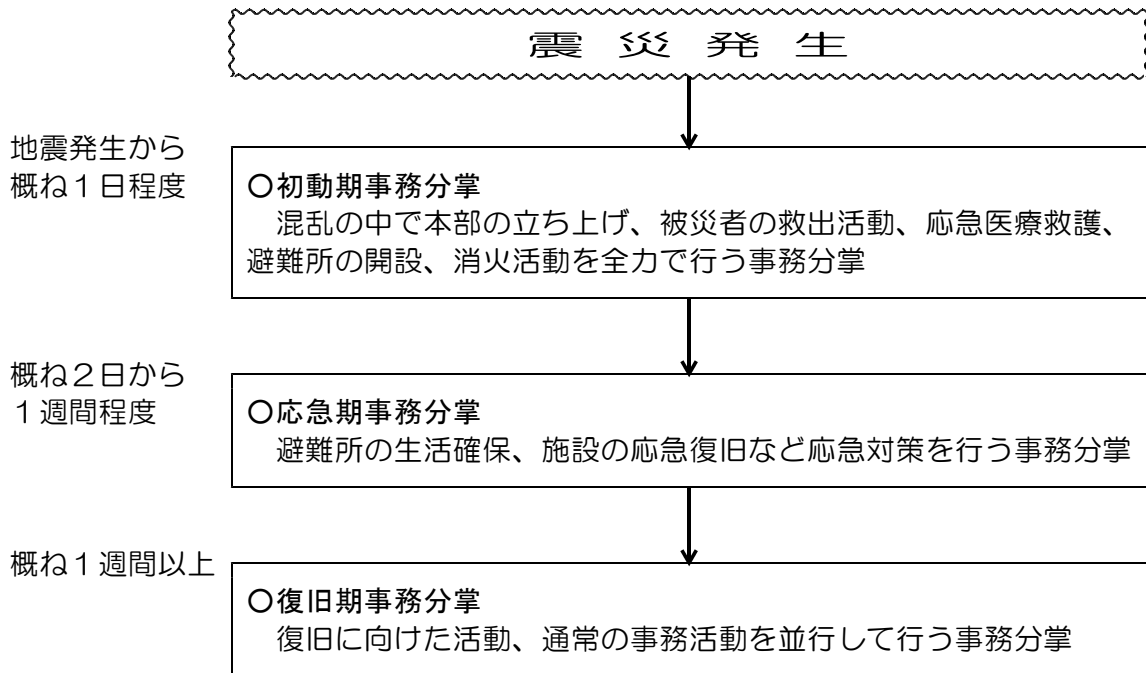 震災発生
地震発生から
概ね１日程度
〇初動期事務分掌
混乱の中で本部の立ち上げ、被災者の救出活動、応急医療救護、
避難所の開設、消火活動を全力で行う事務分掌
概ね２日から
１週間程度
〇応急期事務分掌
避難所の生活確保、施設の応急復旧など応急対策を行う事務分掌
概ね１週間以上
〇復旧期事務分掌
復旧に向けた活動、通常の事務活動を並行して行う事務分掌